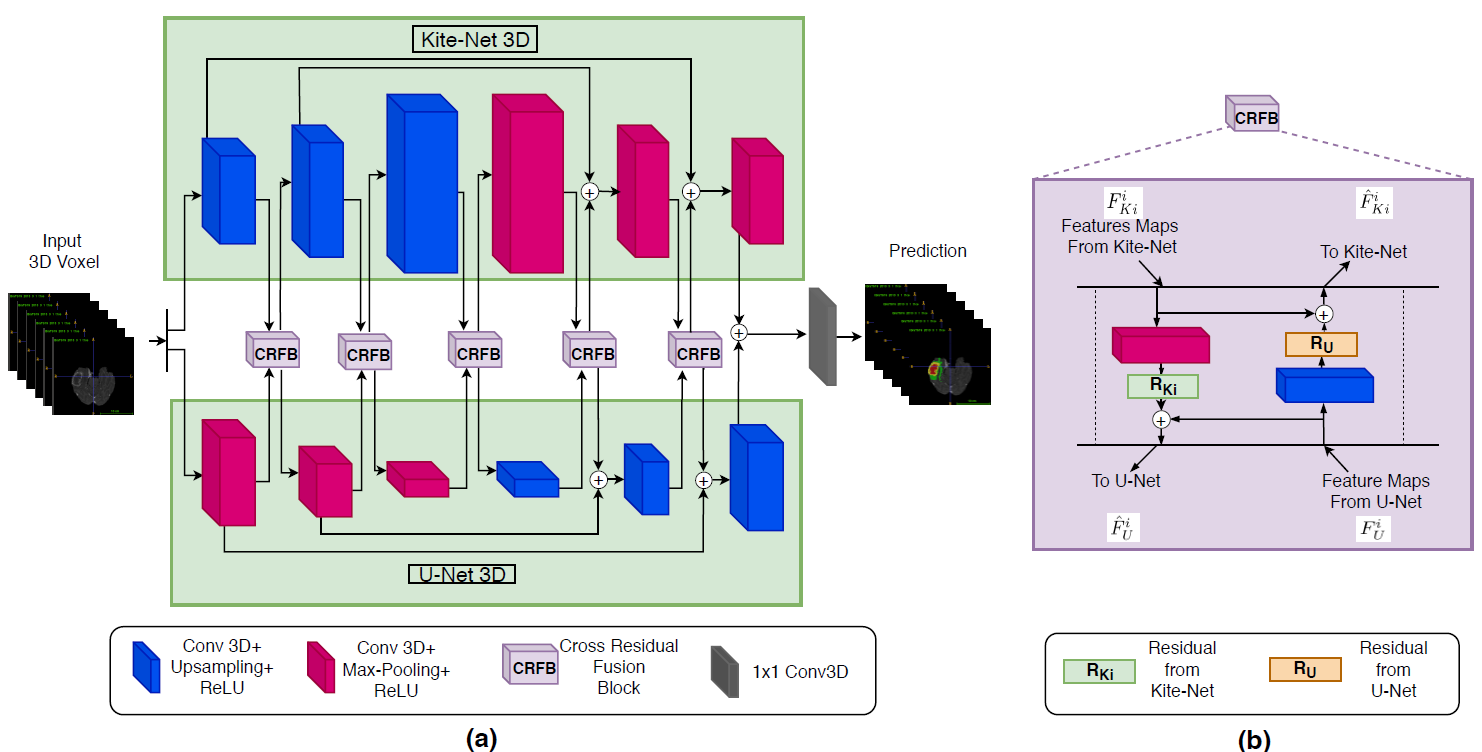 Kite-Net 3D
Input
3D Voxel
Prediction
CRFB
CRFB
CRFB
CRFB
CRFB
+
+
+
+
+
U-Net 3D
Conv 3D+
Upsampling+
ReLU
Conv 3D+
Max-Pooling+
ReLU
CRFB
Cross Residual
Fusion
Block
1x1 Conv3D
(a)
CRFB
F^i_{Ki}
F̂^i_{Ki}
Features Maps
From Kite-Net
To Kite-Net
+
R_U
R_{Ki}
+
To U-Net
Feature Maps
From U-Net
F̂^i_U
F^i_U
R_{Ki}
Residual
from
Kite-Net
R_U
Residual
from
U-Net
(b)